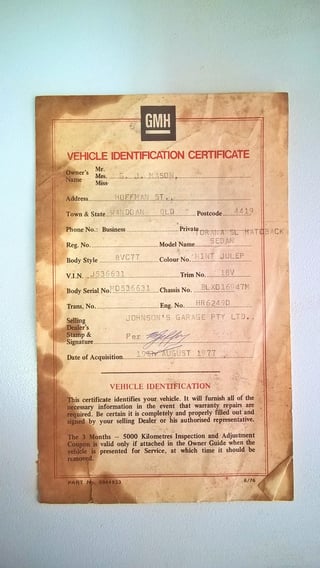 GMH
VEHICLE IDENTIFICATION CERTIFICATE
Owner's Name Mr. Mrs. Miss G. J. MASON,
Address HOFFMAN ST.,
Town & State WANDOAN QLD Postcode 4419
Phone No.: Business Private
Reg. No. Model Name SEDAN
Body Style 8VC77 Colour No. MINT JULEP
V.I.N. J536631 Trim No. 18V
Body Serial No. MD536631 Chassis No.
Trans, No. Eng. No.
Selling Dealer's Stamp & Signature JOHNSON'S GARAGE PTY LTD.
Per
Date of Acquisition 19th AUGUST 1977
VEHICLE IDENTIFICATION
This certificate identifies your vehicle. It will furnish all of the
necessary information in the event that warranty repairs are
required. Be certain it is completely and properly filled out and
signed by your selling Dealer or his authorised representative.
The 3 Months — 5000 Kilometres Inspection and Adjustment
Coupon is valid only if attached in the Owner Guide when the
vehicle is presented for Service, at which time it should be
removed.
PART No. 8/76